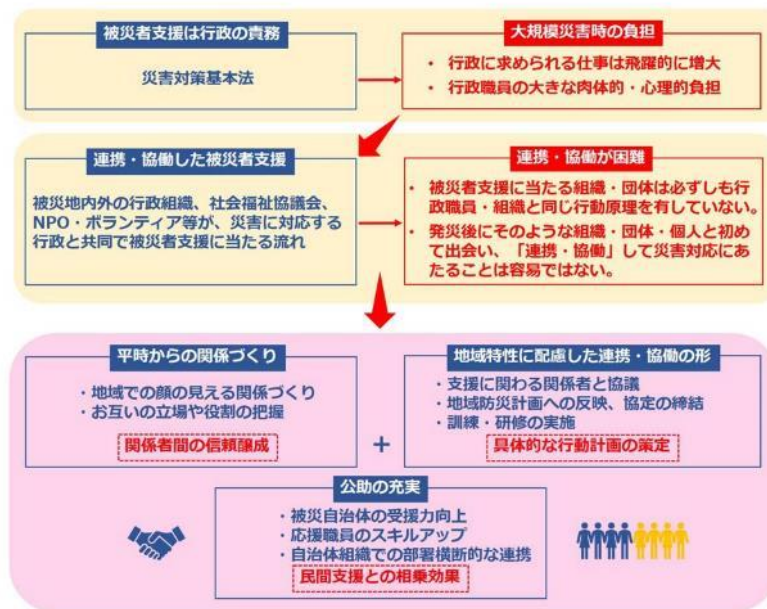 被災者支援は行政の責務
災害対策基本法
大規模災害時の負担
・ 行政に求められる仕事は飛躍的に増大
・ 行政職員の大きな肉体的・心理的負担
連携・協働した被災者支援
被災地内外の行政組織、社会福祉協議会、
NPO・ボランティア等が、災害に対応する
行政と共同で被災者支援に当たる流れ
連携・協働が困難
・ 被災者支援に当たる組織・団体は必ずしも行
政職員・組織と同じ行動原理を有していない。
・ 発災後にそのような組織・団体・個人と初め
て出会い、「連携・協働」して災害対応にあ
たることは容易ではない。
平時からの関係づくり
・地域での顔の見える関係づくり
・お互いの立場や役割の把握
関係者間の信頼醸成
+
地域特性に配慮した連携・協働の形
・支援に関わる関係者と協議
・地域防災計画への反映、協定の締結
・訓練・研修の実施
具体的な行動計画の策定
公助の充実
・被災自治体の受援力向上
・応援職員のスキルアップ
・自治体組織での部署横断的な連携
民間支援との相乗効果